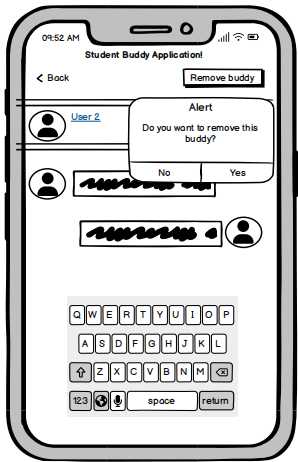 09:52 AM
Student Buddy Application!
Back
Remove buddy
User 2
Alert
Do you want to remove this
buddy?
No
Yes
Q W E R T Y U I O P
A S D F G H J K L
Z X C V B N M
123
space
return